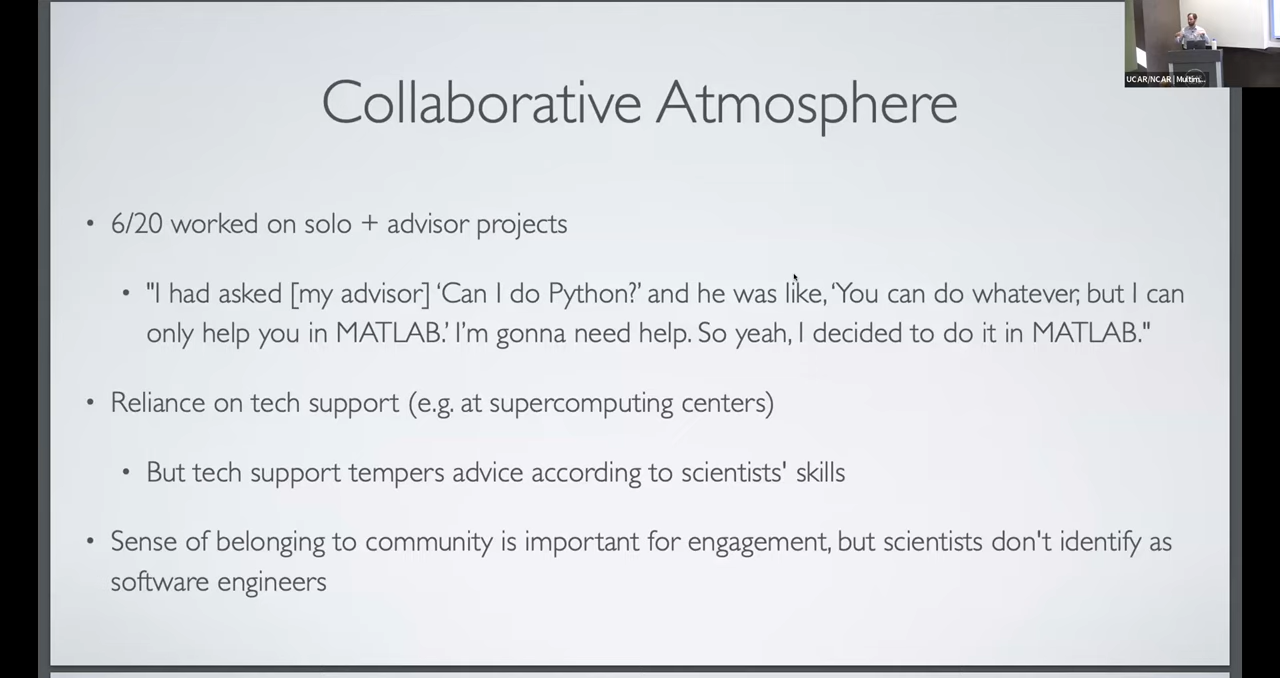 UCAR/NCAR | Multim...
Collaborative Atmosphere
• 6/20 worked on solo + advisor projects
• "I had asked [my advisor] ‘Can I do Python?’ and he was like, ‘You can do whatever, but I can
only help you in MATLAB.’ I’m gonna need help. So yeah, I decided to do it in MATLAB."
• Reliance on tech support (e.g. at supercomputing centers)
• But tech support tempers advice according to scientists' skills
• Sense of belonging to community is important for engagement, but scientists don't identify as
software engineers